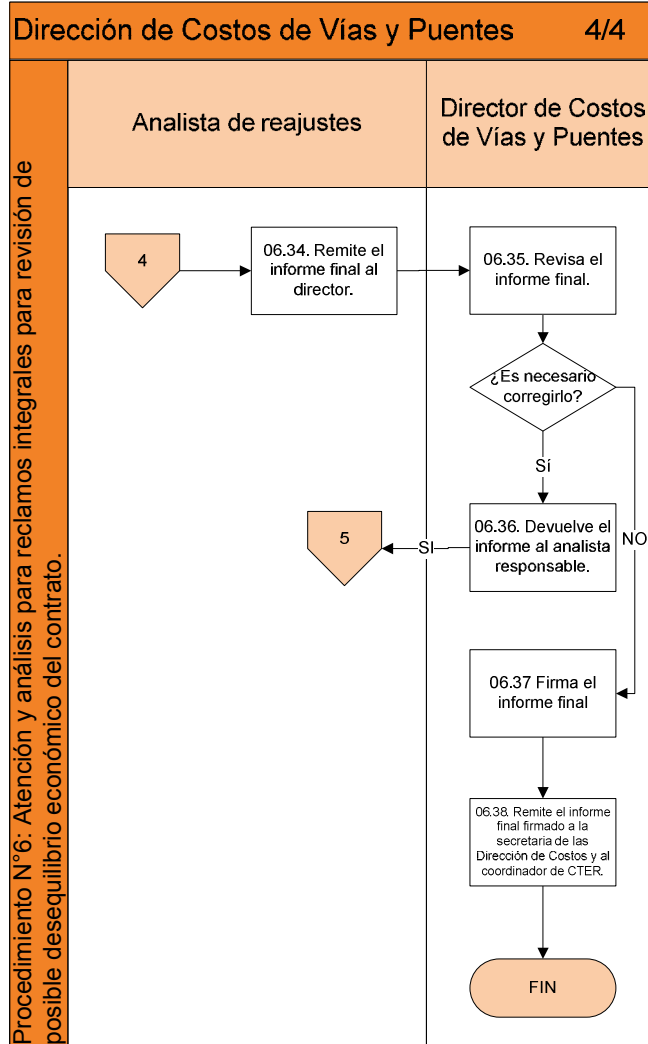 Dirección de Costos de Vías y Puentes 4/4
Procedimiento N°6: Atención y análisis para reclamos integrales para revisión de
posible desequilibrio económico del contrato.
Analista de reajustes
Director de Costos
de Vías y Puentes
4
06.34. Remite el
informe final al
director.
06.35. Revisa el
informe final.
¿Es necesario
corregirlo?
Sí
NO
06.36. Devuelve el
informe al analista
responsable.
SI
5
06.37 Firma el
informe final
06.38. Remite el informe
final firmado a la
secretaria de las
Dirección de Costos y al
coordinador de CTER.
FIN